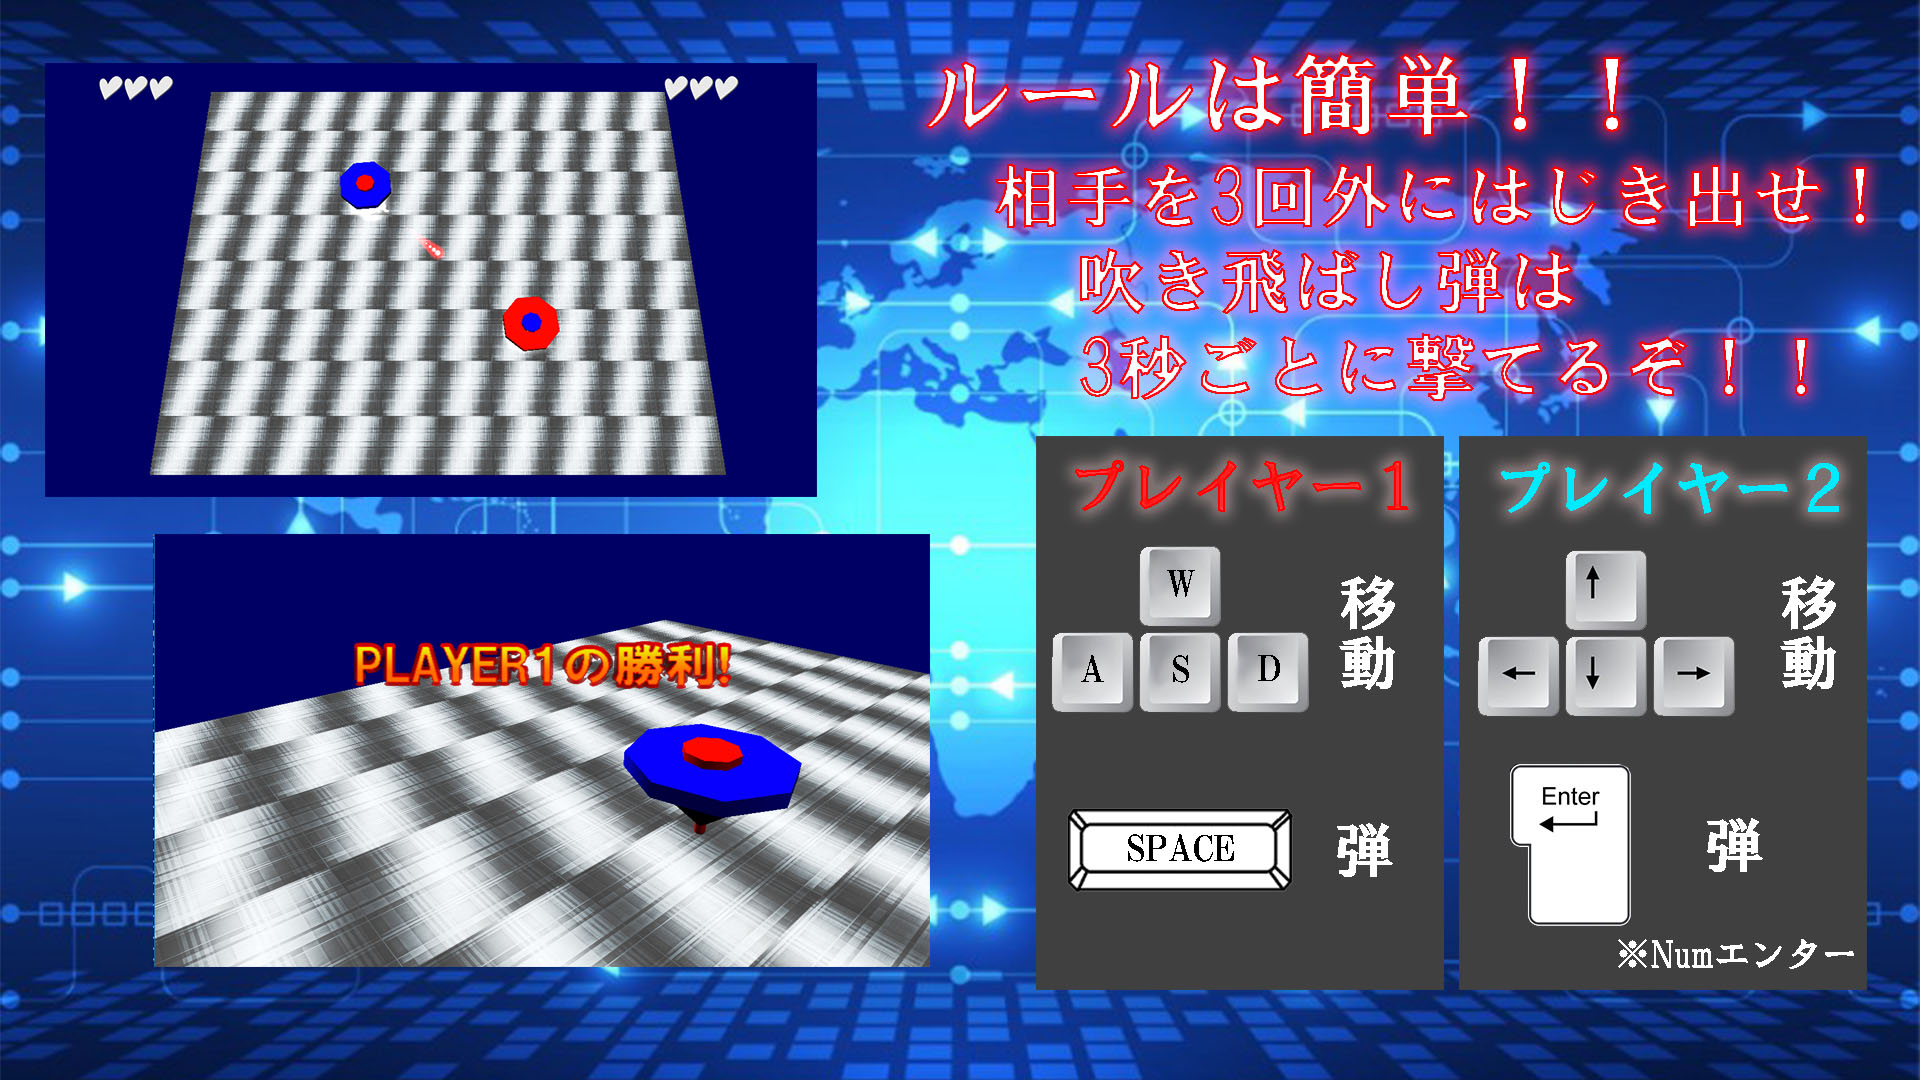 ルールは簡単！！
相手を3回外にはじき出せ！
吹き飛ばし弾は
3秒ごとに撃てるぞ！！
PLAYER1の勝利!
プレイヤー1
W
A S D
移動
SPACE
弾
プレイヤー2
↑
← ↓ →
移動
Enter
弾
※Numエンター